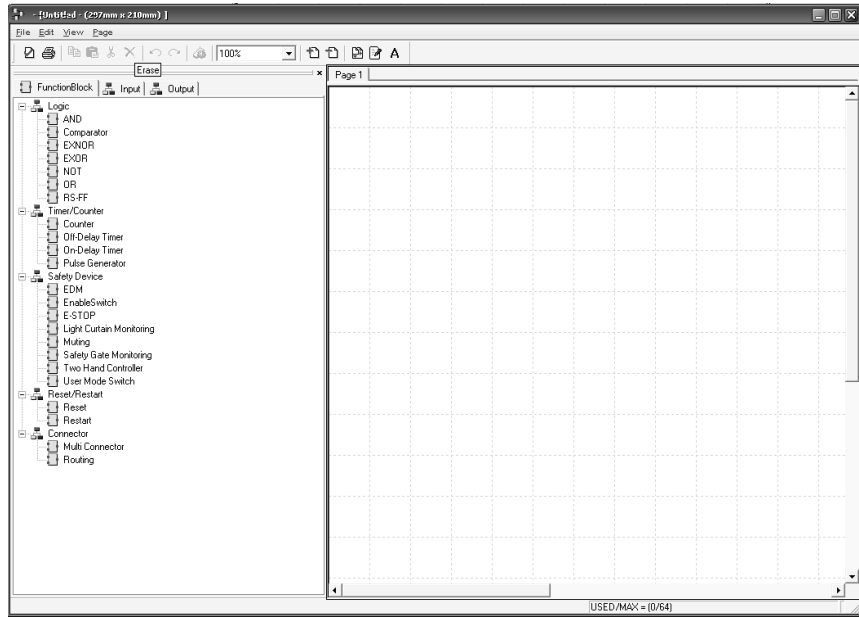 - [Untitled - (297mm x 210mm) ]
File Edit View Page
100% A
Erase
Page 1
FunctionBlock Input Output
Logic
AND
Comparator
EXNOR
EXOR
NOT
OR
RS-FF
Timer/Counter
Counter
Off-Delay Timer
On-Delay Timer
Pulse Generator
Safety Device
EDM
EnableSwitch
E-STOP
Light Curtain Monitoring
Muting
Safety Gate Monitoring
Two Hand Controller
User Mode Switch
Reset/Restart
Reset
Restart
Connector
Multi Connector
Routing
USED/MAX = (0/64)